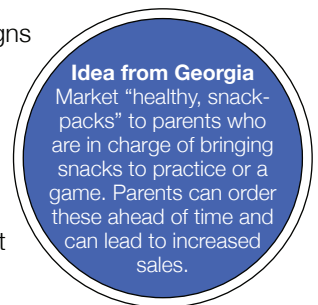 gns
Idea from Georgia
Market “healthy, snack-
packs” to parents who
are in charge of bringing
snacks to practice or a
game. Parents can order
these ahead of time and
can lead to increased
sales.
t